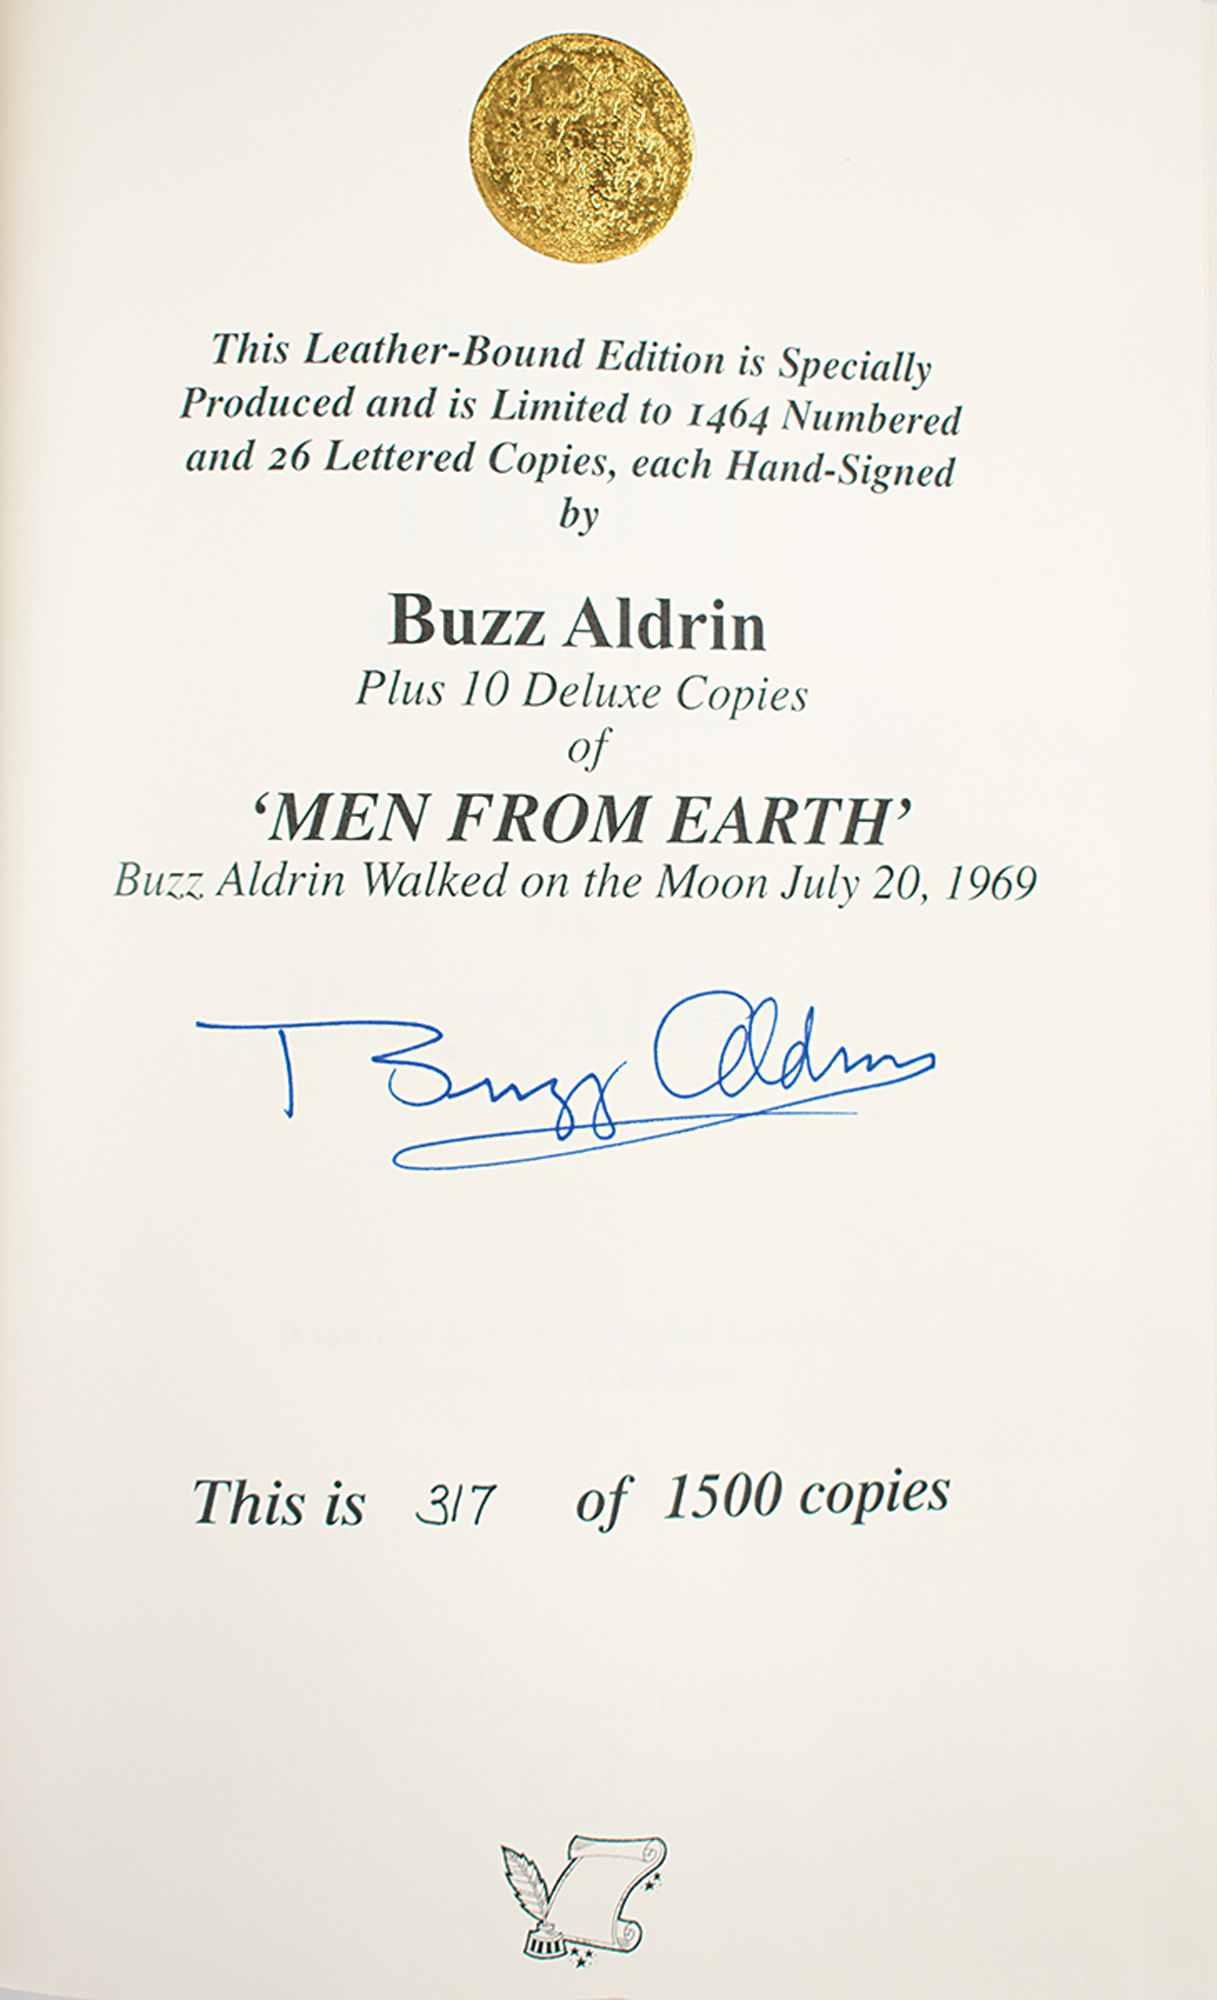 This Leather-Bound Edition is Specially
Produced and is Limited to 1464 Numbered
and 26 Lettered Copies, each Hand-Signed
by
Buzz Aldrin
Plus 10 Deluxe Copies
of
‘MEN FROM EARTH’
Buzz Aldrin Walked on the Moon July 20, 1969
Buzz Aldrin
This is 317 of 1500 copies